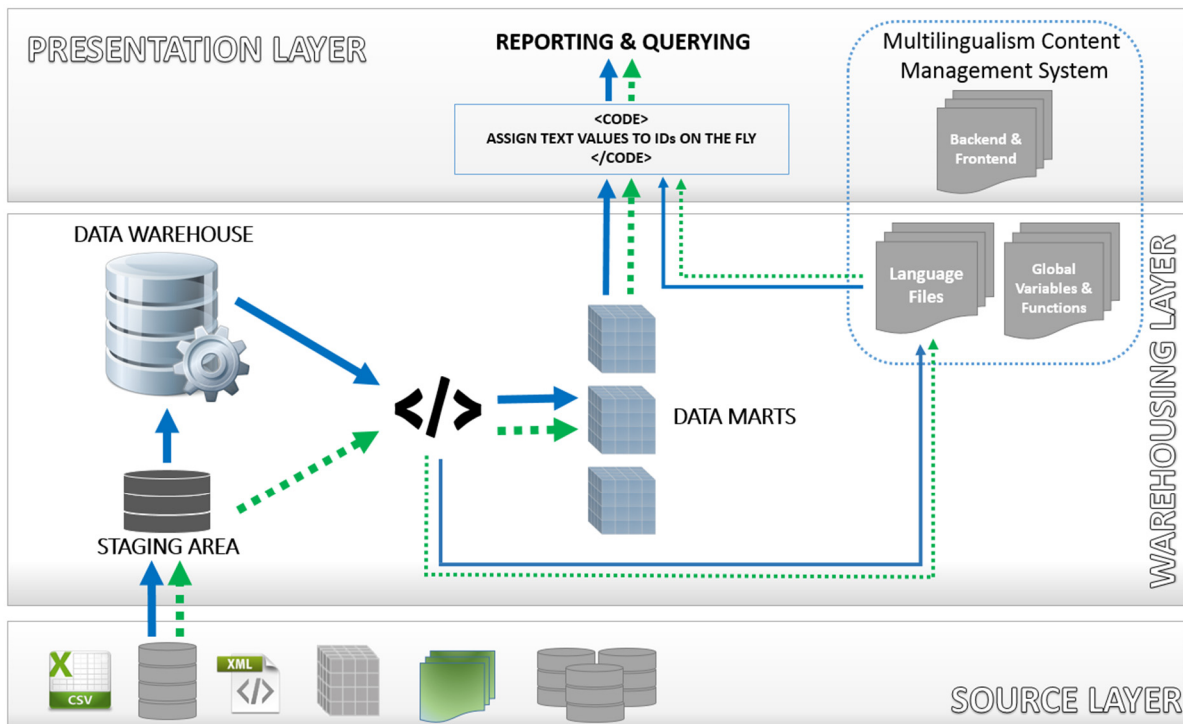 PRESENTATION LAYER
REPORTING & QUERYING
<CODE>
ASSIGN TEXT VALUES TO IDs ON THE FLY
</CODE>
Multilingualism Content
Management System
Backend &
Frontend
DATA WAREHOUSE
Language
Files
Global
Variables &
Functions
</>
DATA MARTS
STAGING AREA
WAREHOUSING LAYER
X
CSV
XML
</>
SOURCE LAYER